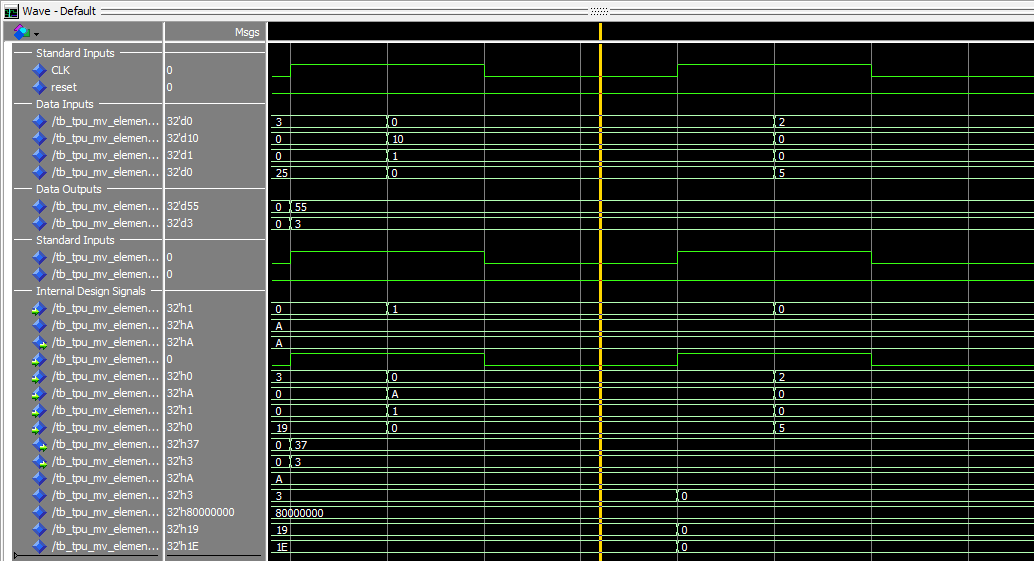 Wave - Default
Msgs
Standard Inputs
CLK 0
reset 0
Data Inputs
/tb_tpu_mv_elemen... 32'd0 3 0 2
/tb_tpu_mv_elemen... 32'd10 0 10 0
/tb_tpu_mv_elemen... 32'd1 0 1 0
/tb_tpu_mv_elemen... 32'd0 25 0 5
Data Outputs
/tb_tpu_mv_elemen... 32'd55 0 55
/tb_tpu_mv_elemen... 32'd3 0 3
Standard Inputs
/tb_tpu_mv_elemen... 0
/tb_tpu_mv_elemen... 0
Internal Design Signals
/tb_tpu_mv_elemen... 32'h1 0 1 0
/tb_tpu_mv_elemen... 32'hA A
/tb_tpu_mv_elemen... 32'hA A
/tb_tpu_mv_elemen... 0
/tb_tpu_mv_elemen... 32'h0 3 0 2
/tb_tpu_mv_elemen... 32'hA 0 A 0
/tb_tpu_mv_elemen... 32'h1 0 1 0
/tb_tpu_mv_elemen... 32'h0 19 0 5
/tb_tpu_mv_elemen... 32'h37 0 37
/tb_tpu_mv_elemen... 32'h3 0 3
/tb_tpu_mv_elemen... 32'hA A
/tb_tpu_mv_elemen... 32'h3 3 0
/tb_tpu_mv_elemen... 32'h80000000 80000000
/tb_tpu_mv_elemen... 32'h19 19 0
/tb_tpu_mv_elemen... 32'h1E 1E 0